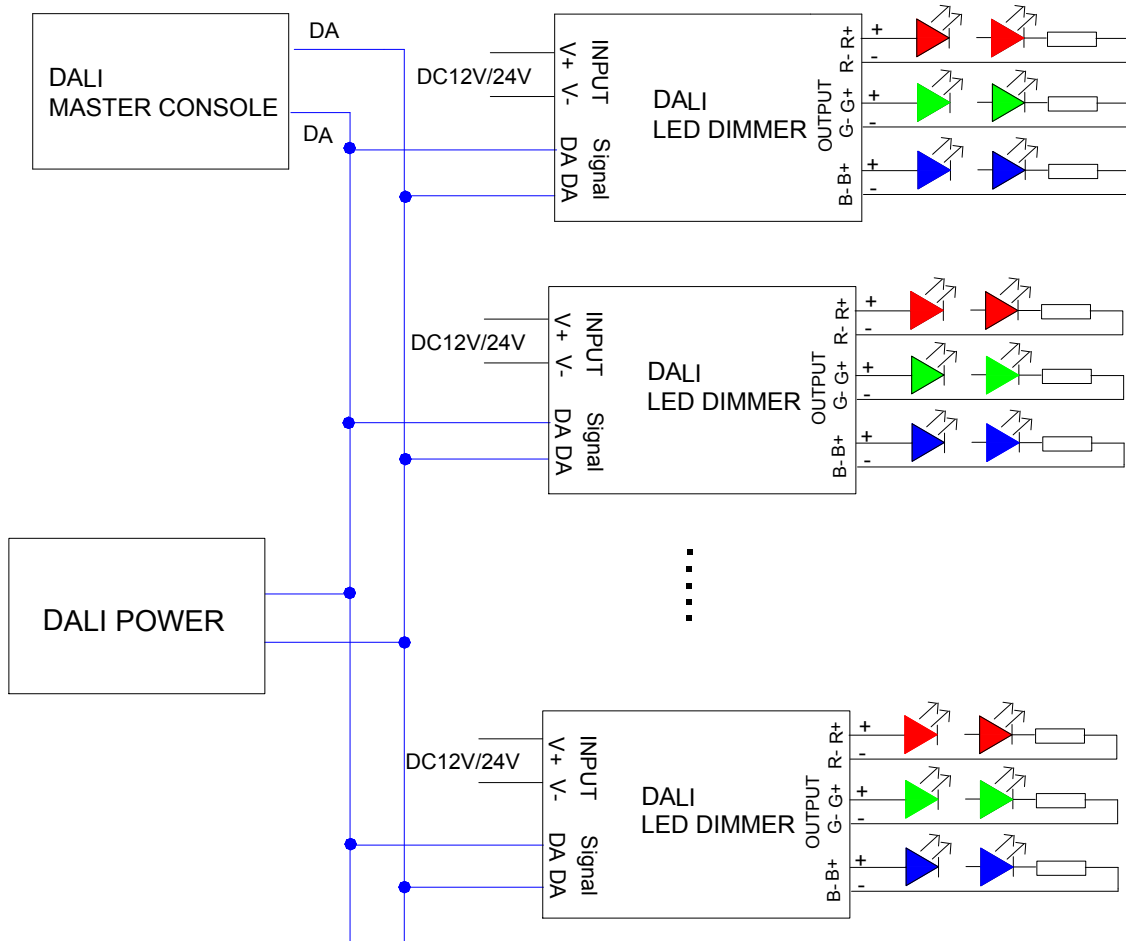 DA
DALI
MASTER CONSOLE
DA
DC12V/24V
V+ V-
INPUT
DA DA
Signal
DALI
LED DIMMER
OUTPUT
R- R+
G- G+
B- B+
+
-
+
-
+
-
DC12V/24V
V+ V-
INPUT
DA DA
Signal
DALI
LED DIMMER
OUTPUT
R- R+
G- G+
B- B+
+
-
+
-
+
-
DALI POWER
DC12V/24V
V+ V-
INPUT
DA DA
Signal
DALI
LED DIMMER
OUTPUT
R- R+
G- G+
B- B+
+
-
+
-
+
-